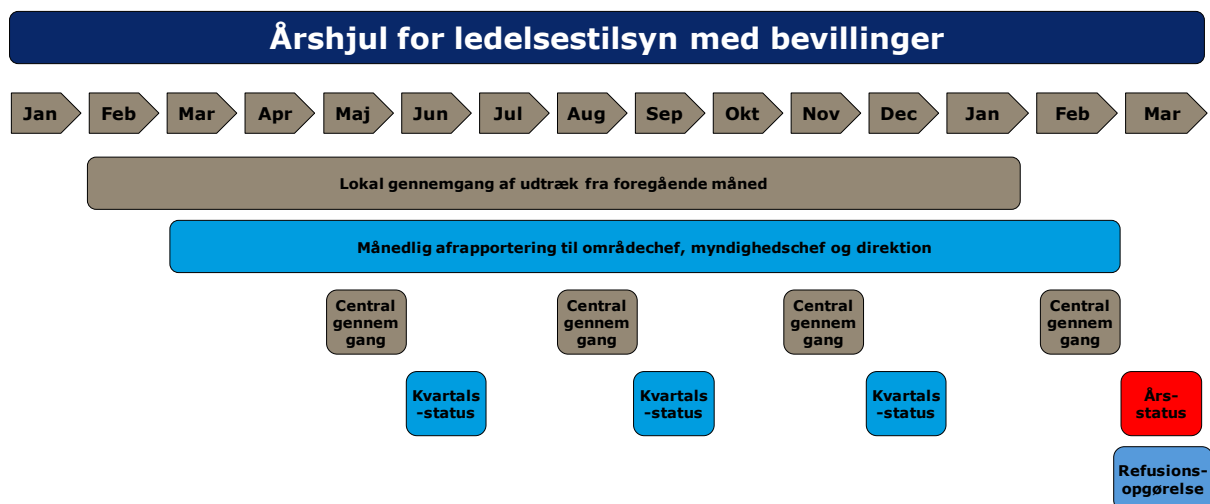 Årshjul for ledelsestilsyn med bevillinger
Jan Feb Mar Apr Maj Jun Jul Aug Sep Okt Nov Dec Jan Feb Mar
Lokal gennemgang af udtræk fra foregående måned
Månedlig afrapportering til områdechef, myndighedschef og direktion
Central
gennem
gang
Central
gennem
gang
Central
gennem
gang
Central
gennem
gang
Kvartals
-status
Kvartals
-status
Kvartals
-status
Års-
status
Refusions-
opgørelse